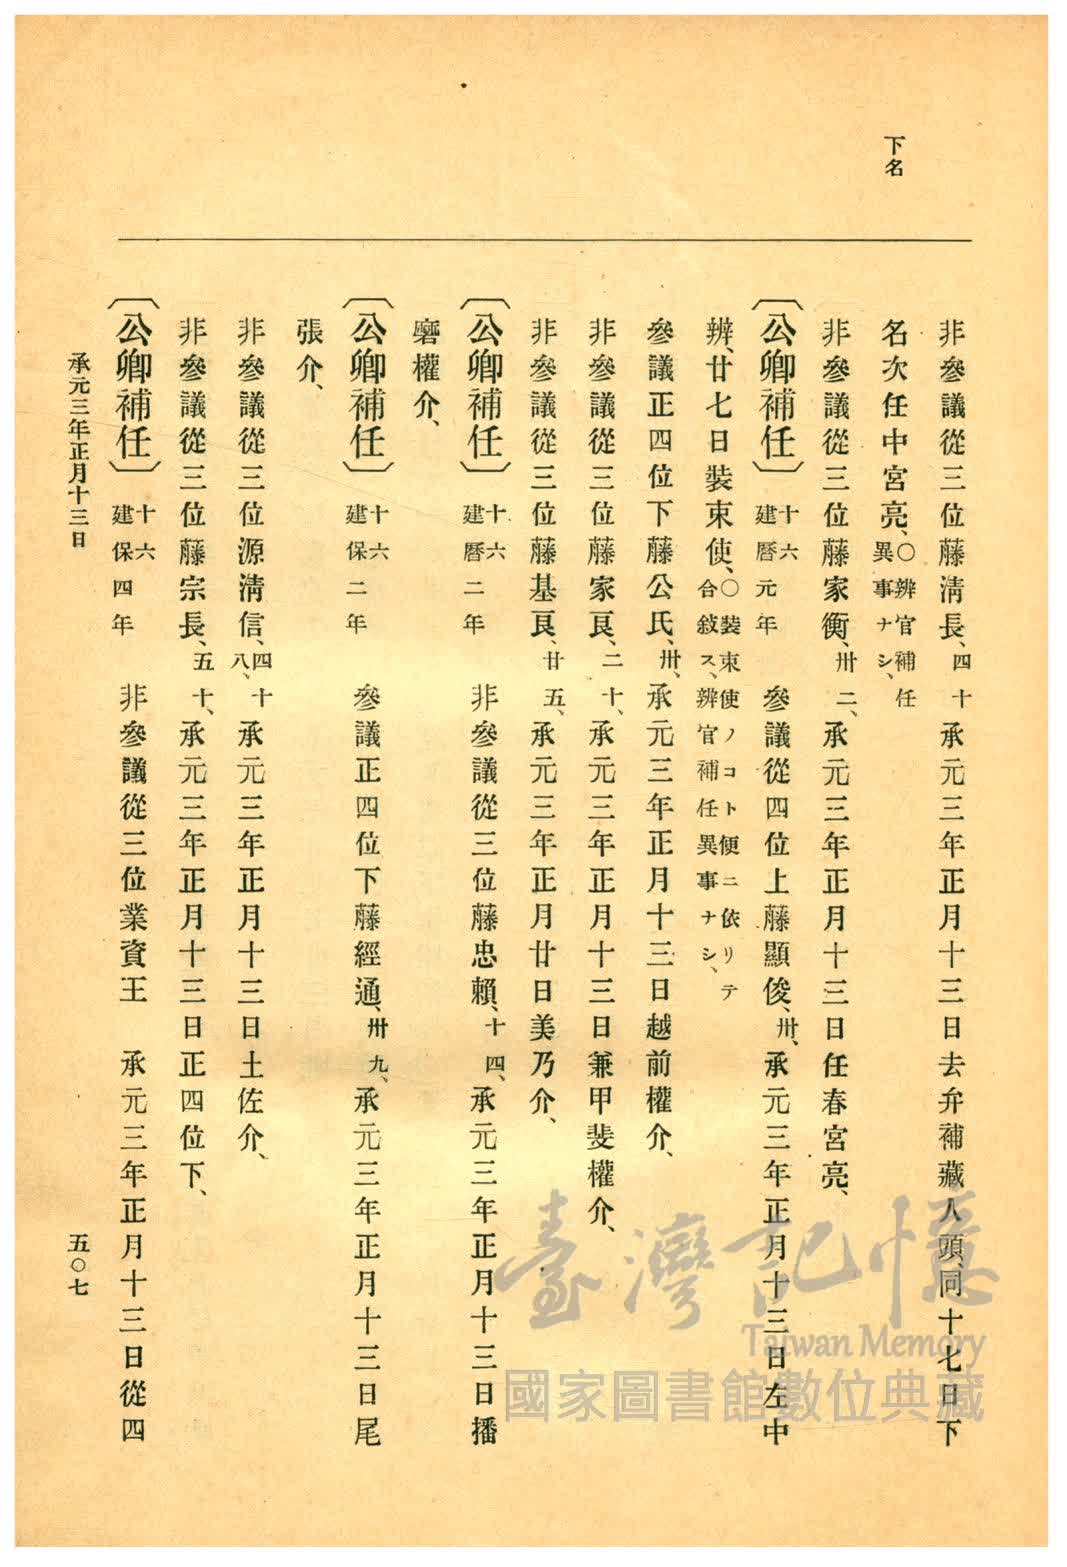 下名
非參議從三位藤淸長、四十承元三年正月十三日去弁補藏人頭、同十七日下
名次任中宮亮、〇辨官補任異事ナシ、
非參議從三位藤家衡、卅二、承元三年正月十三日任春宮亮、
〔公卿補任〕十六建曆元年 參議從四位上藤顯俊、卅、承元三年正月十三日左中
辨、廿七日裝束使、〇裝束使ノコト便ニ依リテ合敍ス、辨官補任異事ナシ、
參議正四位下藤公氏、卅、承元三年正月十三日越前權介、
非參議從三位藤家良、二十、承元三年正月十三日兼甲斐權介、
非參議從三位藤基良、廿五、承元三年正月廿日美乃介、
〔公卿補任〕十六建曆二年 非參議從三位藤忠賴、十四、承元三年正月十三日播
磨權介、
〔公卿補任〕十六建保二年 參議正四位下藤經通、卅九、承元三年正月十三日尾
張介、
非參議從三位源淸信、四十八、承元三年正月十三日土佐介、
非參議從三位藤宗長、五十、承元三年正月十三日正四位下、
〔公卿補任〕十六建保四年 非參議從三位業資王 承元三年正月十三日從四
承元三年正月十三日
五〇七
臺灣記憶
Taiwan Memory
國家圖書館數位典藏